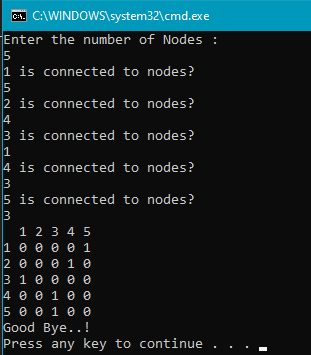 C:\WINDOWS\system32\cmd.exe
Enter the number of Nodes :
5
1 is connected to nodes?
5
2 is connected to nodes?
4
3 is connected to nodes?
1
4 is connected to nodes?
3
5 is connected to nodes?
3
  1 2 3 4 5
1 0 0 0 0 1
2 0 0 0 1 0
3 1 0 0 0 0
4 0 0 1 0 0
5 0 0 1 0 0
Good Bye..!
Press any key to continue . . .